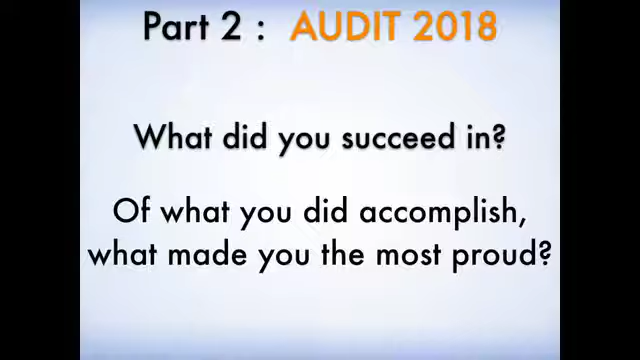 Part 2 : AUDIT 2018
What did you succeed in?
Of what you did accomplish,
what made you the most proud?